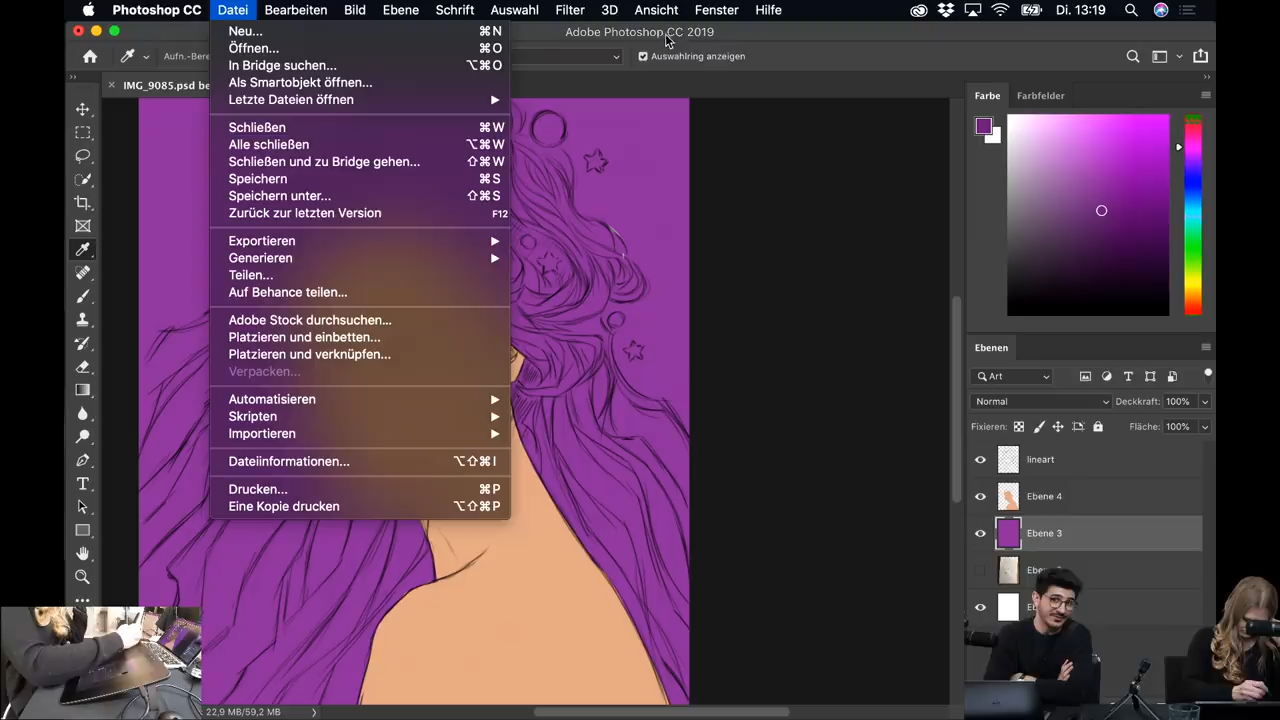 Photoshop CC Datei Bearbeiten Bild Ebene Schrift Auswahl Filter 3D Ansicht Fenster Hilfe Di. 13:19
Adobe Photoshop CC 2019
Aufn.-Bere
Auswahlring anzeigen
IMG_9085.psd be
Neu... ⌘N
Öffnen... ⌘O
In Bridge suchen... ⌥⌘O
Als Smartobjekt öffnen...
Letzte Dateien öffnen
Schließen ⌘W
Alle schließen ⌥⌘W
Schließen und zu Bridge gehen... ⇧⌘W
Speichern ⌘S
Speichern unter... ⇧⌘S
Zurück zur letzten Version F12
Exportieren
Generieren
Teilen...
Auf Behance teilen...
Adobe Stock durchsuchen...
Platzieren und einbetten...
Platzieren und verknüpfen...
Verpacken...
Automatisieren
Skripten
Importieren
Dateiinformationen... ⌥⇧⌘I
Drucken... ⌘P
Eine Kopie drucken ⌥⇧⌘P
Farbe Farbfelder
Ebenen
Art
Normal Deckkraft: 100%
Fixieren: Fläche: 100%
lineart
Ebene 4
Ebene 3
22,9 MB/59,2 MB